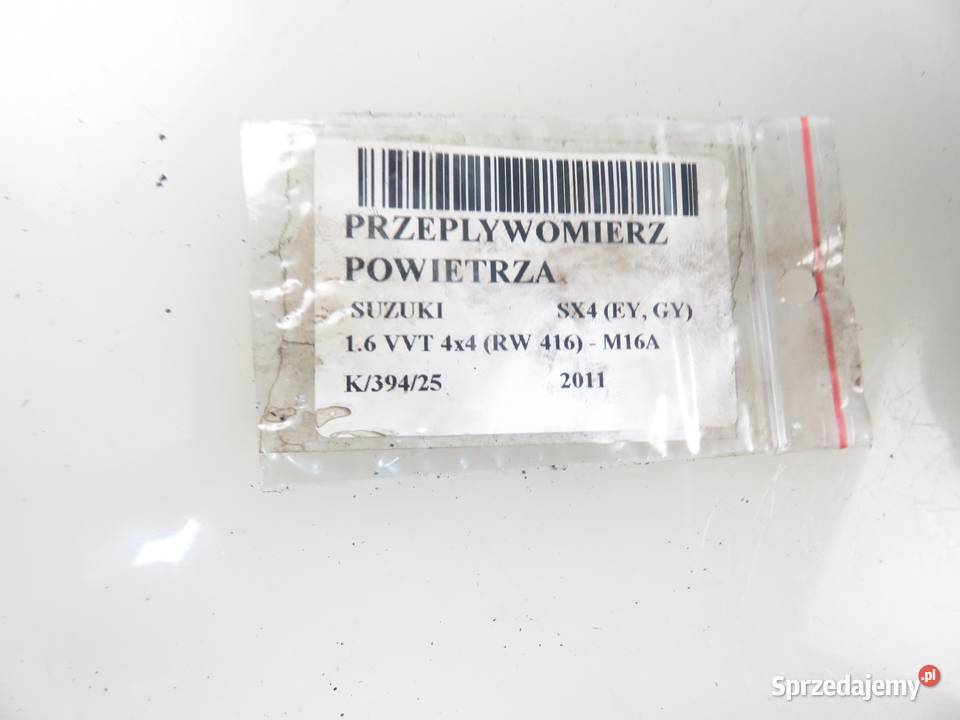 PRZEPLYWOMIERZ
POWIETRZA
SUZUKI SX4 (EY, GY)
1.6 VVT 4x4 (RW 416) - M16A
K/394/25 2011
Sprzedajemy.pl